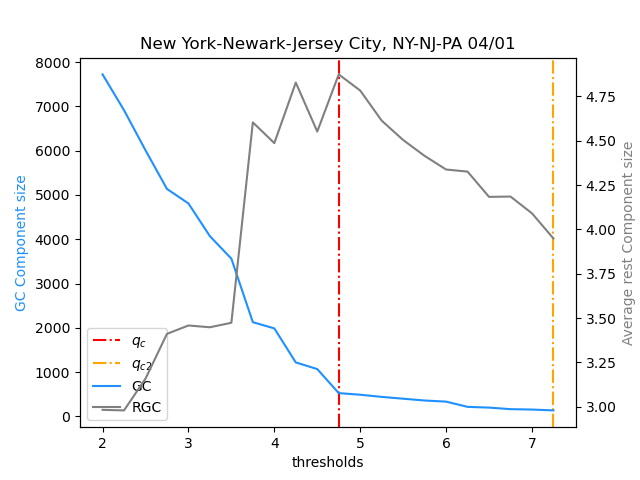 New York-Newark-Jersey City, NY-NJ-PA 04/01
8000
7000
6000
5000
4000
3000
2000
1000
0
GC Component size
4.75
4.50
4.25
4.00
3.75
3.50
3.25
3.00
Average rest Component size
q_c
q_{c2}
GC
RGC
2 3 4 5 6 7
thresholds